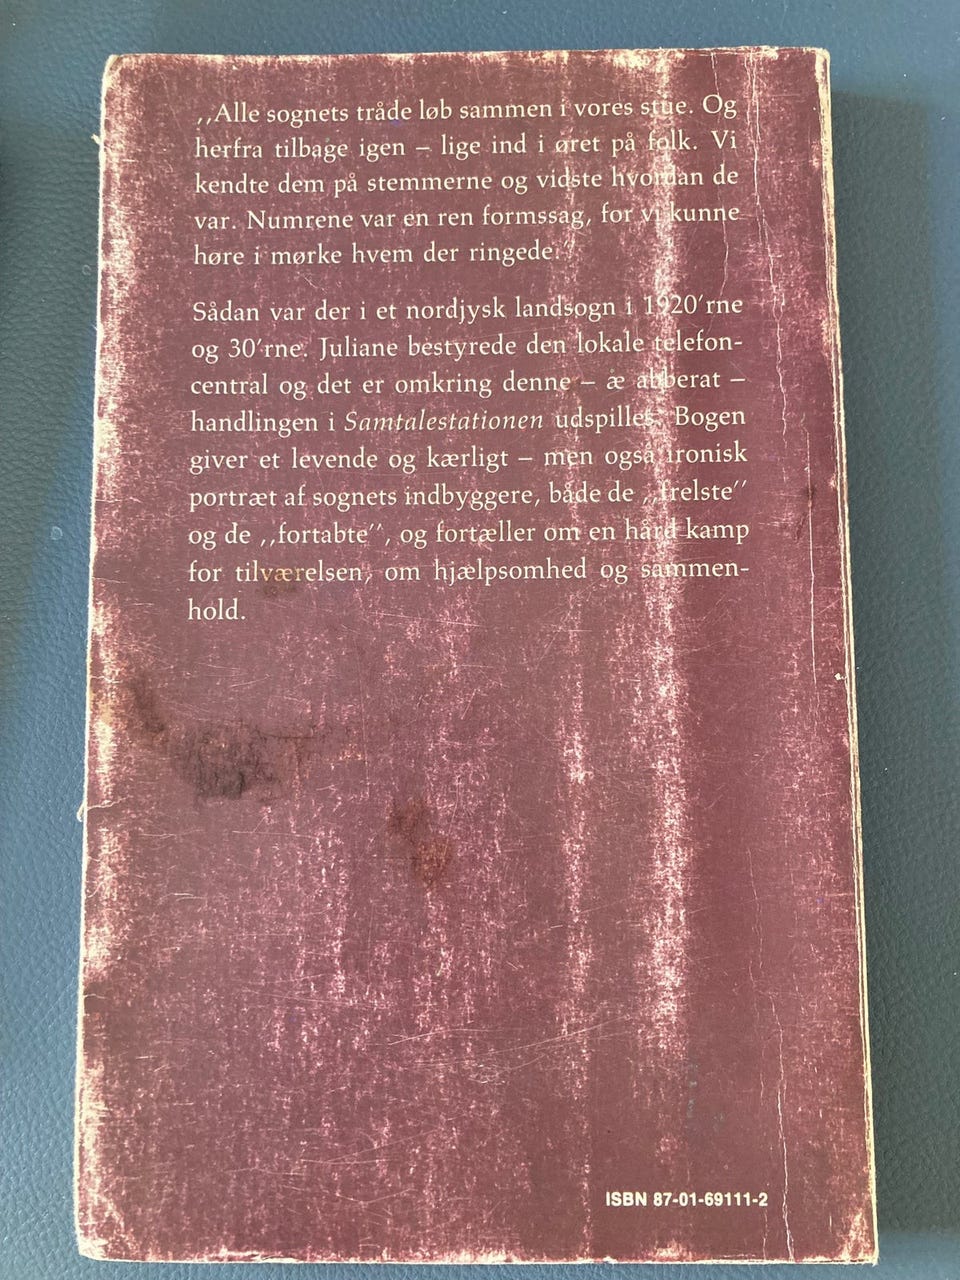 ,,Alle sognets tråde løb sammen i vores stue. Og
herfra tilbage igen – lige ind i øret på folk. Vi
kendte dem på stemmerne og vidste hvordan de
var. Numrene var en ren formssag, for vi kunne
høre i mørke hvem der ringede.''
Sådan var der i et nordjysk landsogn i 1920'rne
og 30'rne. Juliane bestyrede den lokale telefon-
central og det er omkring denne – æ abberat –
handlingen i Samtalestationen udspilles. Bogen
giver et levende og kærligt – men også ironisk
portræt af sognets indbyggere, både de ,,frelste''
og de ,,fortabte'', og fortæller om en hård kamp
for tilværelsen, om hjælpsomhed og sammen-
hold.
ISBN 87-01-69111-2